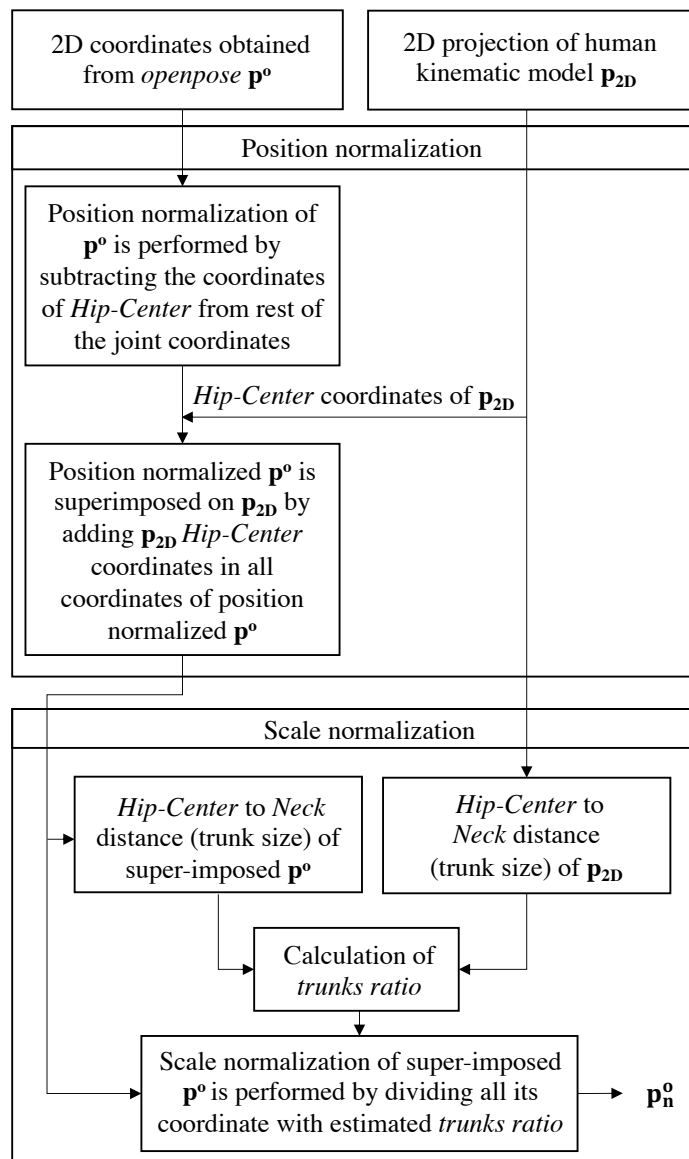 2D coordinates obtained
from openpose pᵒ
2D projection of human
kinematic model p₂D
Position normalization
Position normalization of
pᵒ is performed by
subtracting the coordinates
of Hip-Center from rest of
the joint coordinates
Hip-Center coordinates of p₂D
Position normalized pᵒ is
superimposed on p₂D by
adding p₂D Hip-Center
coordinates in all
coordinates of position
normalized pᵒ
Scale normalization
Hip-Center to Neck
distance (trunk size) of
super-imposed pᵒ
Hip-Center to
Neck distance
(trunk size) of p₂D
Calculation of
trunks ratio
Scale normalization of super-imposed
pᵒ is performed by dividing all its
coordinate with estimated trunks ratio
pₙᵒ